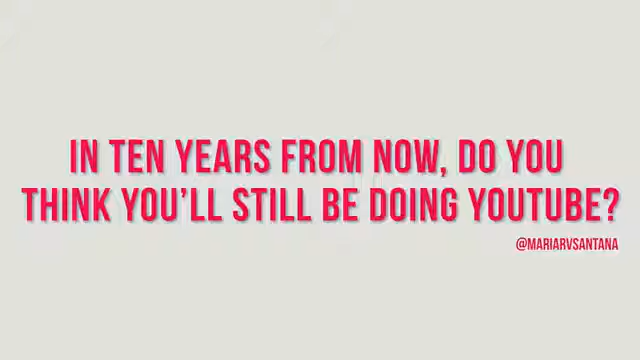 IN TEN YEARS FROM NOW, DO YOU
THINK YOU'LL STILL BE DOING YOUTUBE?
@MARIARVSANTANA